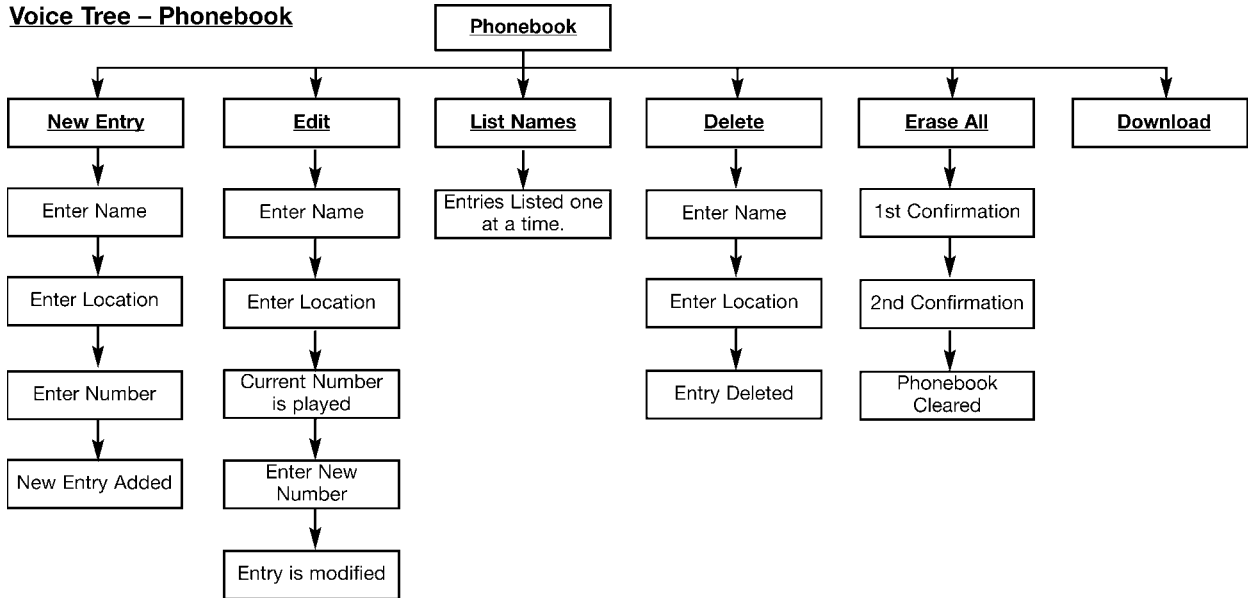 Voice Tree – Phonebook
Phonebook
New Entry
Edit
List Names
Delete
Erase All
Download
Enter Name
Enter Name
Entries Listed one
at a time.
Enter Name
1st Confirmation
Enter Location
Enter Location
Enter Location
2nd Confirmation
Enter Number
Current Number
is played
Entry Deleted
Phonebook
Cleared
New Entry Added
Enter New
Number
Entry is modified